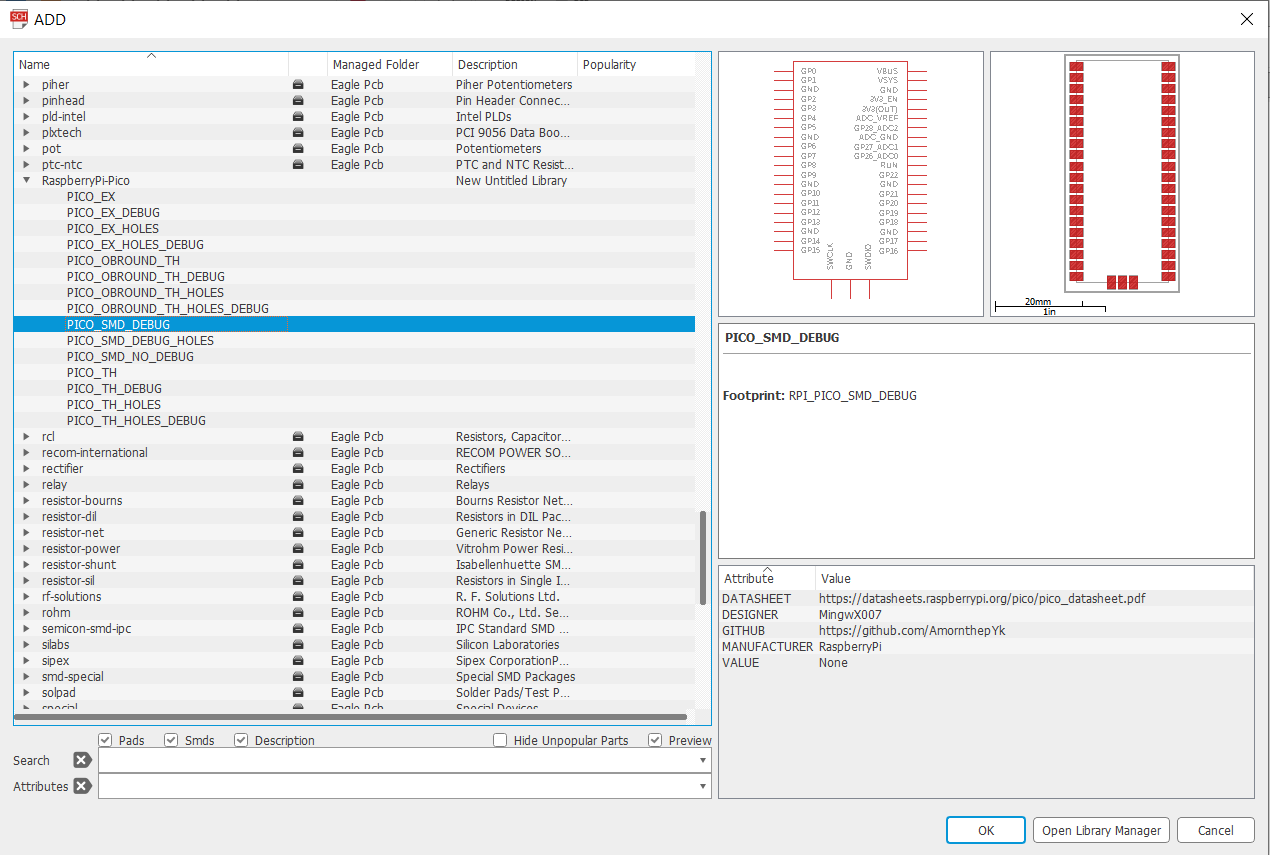 SCH ADD
Name Managed Folder Description Popularity
piher Eagle Pcb Piher Potentiometers
pinhead Eagle Pcb Pin Header Connec...
pld-intel Eagle Pcb Intel PLDs
plxtech Eagle Pcb PCI 9056 Data Boo...
pot Eagle Pcb Potentiometers
ptc-ntc Eagle Pcb PTC and NTC Resist...
RaspberryPi-Pico New Untitled Library
PICO_EX
PICO_EX_DEBUG
PICO_EX_HOLES
PICO_EX_HOLES_DEBUG
PICO_OBROUND_TH
PICO_OBROUND_TH_DEBUG
PICO_OBROUND_TH_HOLES
PICO_OBROUND_TH_HOLES_DEBUG
PICO_SMD_DEBUG
PICO_SMD_DEBUG_HOLES
PICO_SMD_NO_DEBUG
PICO_TH
PICO_TH_DEBUG
PICO_TH_HOLES
PICO_TH_HOLES_DEBUG
rcl Eagle Pcb Resistors, Capacitor...
recom-international Eagle Pcb RECOM POWER SO...
rectifier Eagle Pcb Rectifiers
relay Eagle Pcb Relays
resistor-bourns Eagle Pcb Bourns Resistor Net...
resistor-dil Eagle Pcb Resistors in DIL Pac...
resistor-net Eagle Pcb Generic Resistor Ne...
resistor-power Eagle Pcb Vitrohm Power Resi...
resistor-shunt Eagle Pcb Isabellenhuette SM...
resistor-sil Eagle Pcb Resistors in Single I...
rf-solutions Eagle Pcb R. F. Solutions Ltd.
rohm Eagle Pcb ROHM Co., Ltd. Se...
semicon-smd-ipc Eagle Pcb IPC Standard SMD ...
silabs Eagle Pcb Silicon Laboratories
sipex Eagle Pcb Sipex CorporationP...
smd-special Eagle Pcb Special SMD Packages
solpad Eagle Pcb Solder Pads/Test P...
special Eagle Pcb Special Devices
Pads Smds Description Hide Unpopular Parts Preview
Search
Attributes
GP0 VBUS
GP1 VSYS
GND GND
GP2 3V3_EN
GP3 3V3(OUT)
GP4 ADC_VREF
GP5 GP28_ADC2
GND ADC_GND
GP6 GP27_ADC1
GP7 GP26_ADC0
GP8 RUN
GP9 GP22
GND GND
GP10 GP21
GP11 GP20
GP12 GP19
GP13 GP18
GND GND
GP14 GP17
GP15 GP16
SWCLK GND SWDIO
20mm
1in
PICO_SMD_DEBUG
Footprint: RPI_PICO_SMD_DEBUG
Attribute Value
DATASHEET https://datasheets.raspberrypi.org/pico/pico_datasheet.pdf
DESIGNER MingwX007
GITHUB https://github.com/AmornthepYk
MANUFACTURER RaspberryPi
VALUE None
OK Open Library Manager Cancel